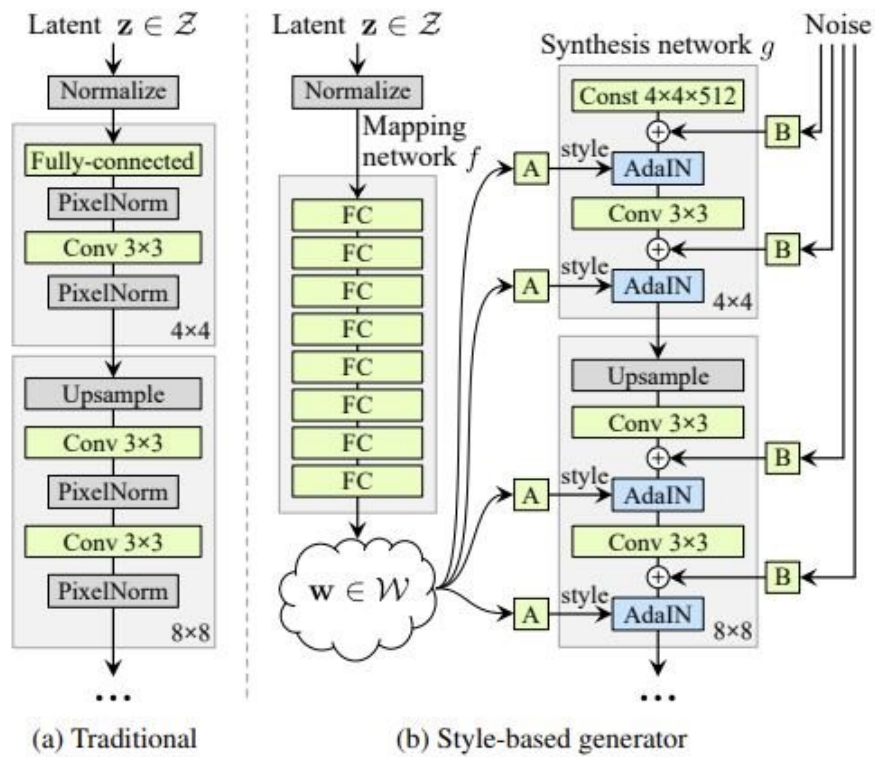 Latent z ∈ 𝒵
Normalize
Fully-connected
PixelNorm
Conv 3×3
PixelNorm
4×4
Upsample
Conv 3×3
PixelNorm
Conv 3×3
PixelNorm
8×8
...
(a) Traditional
Latent z ∈ 𝒵
Normalize
Mapping
network f
FC
FC
FC
FC
FC
FC
FC
FC
w ∈ 𝒲
A
style
A
style
A
style
A
style
Synthesis network g
Const 4×4×512
+
AdaIN
Conv 3×3
+
AdaIN
4×4
Upsample
Conv 3×3
+
AdaIN
Conv 3×3
+
AdaIN
8×8
...
Noise
B
B
B
B
(b) Style-based generator